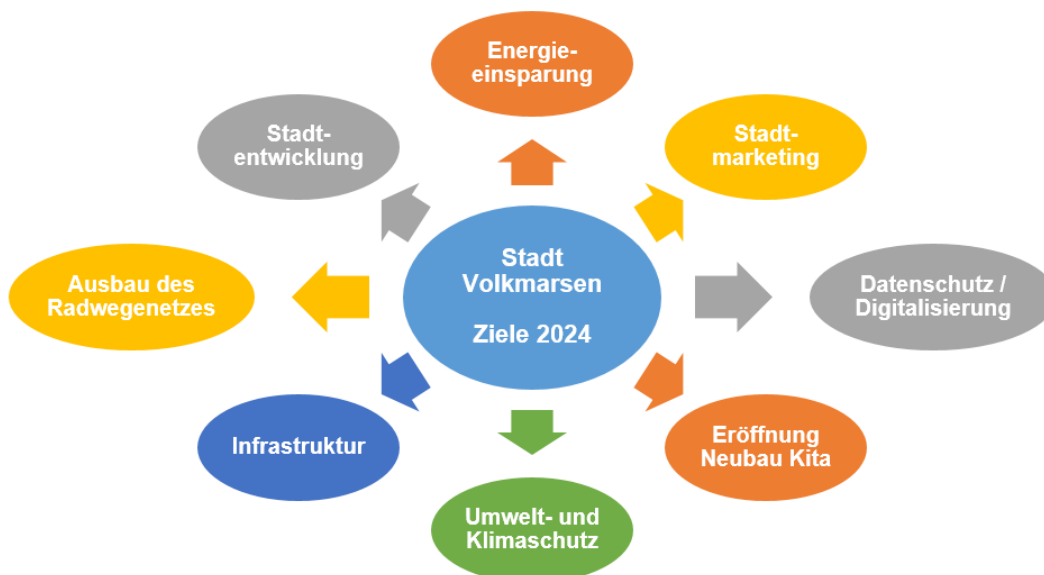 Energie-
einsparung
Stadt-
marketing
Datenschutz /
Digitalisierung
Eröffnung
Neubau Kita
Umwelt- und
Klimaschutz
Infrastruktur
Ausbau des
Radwegenetzes
Stadt-
entwicklung
Stadt
Volkmarsen
Ziele 2024